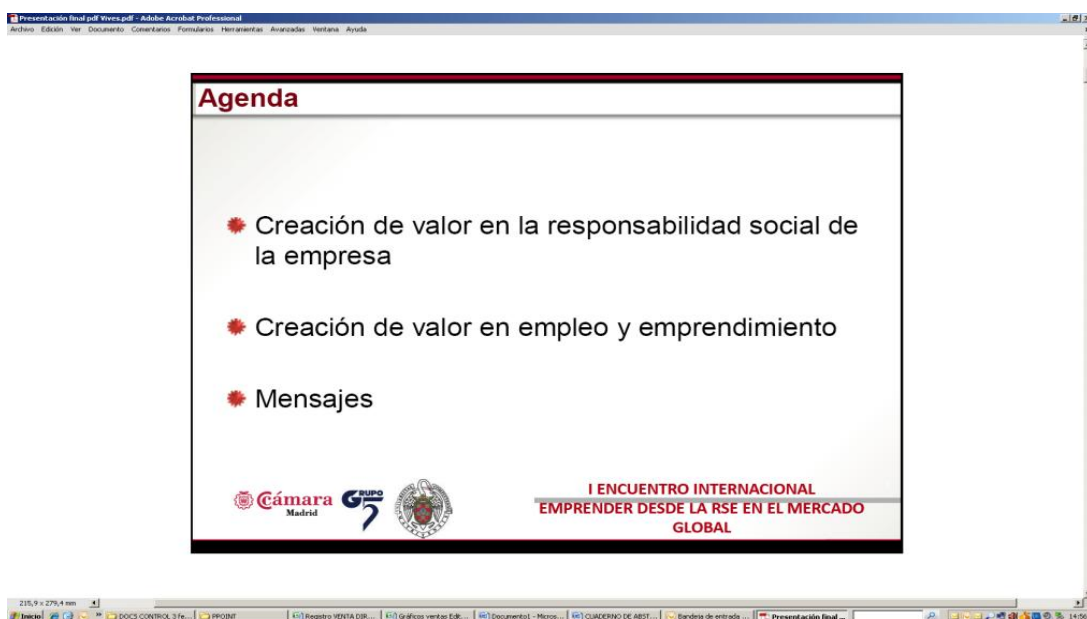 Presentación final pdf Vives.pdf - Adobe Acrobat Professional
Archivo Edición Ver Documento Comentarios Formularios Herramientas Avanzadas Ventana Ayuda
Agenda
Creación de valor en la responsabilidad social de
la empresa
Creación de valor en empleo y emprendimiento
Mensajes
Cámara
Madrid
GRUPO
G5
I ENCUENTRO INTERNACIONAL
EMPRENDER DESDE LA RSE EN EL MERCADO
GLOBAL
215,9 x 279,4 mm
Inicio DOCS CONTROL 3 Fe... PPOINT Registro VENTA DIR... Gráficos ventas Edit... Documento1 - Micros... CUADERNO DE ABST... Bandeja de entrada ... Presentación final ...